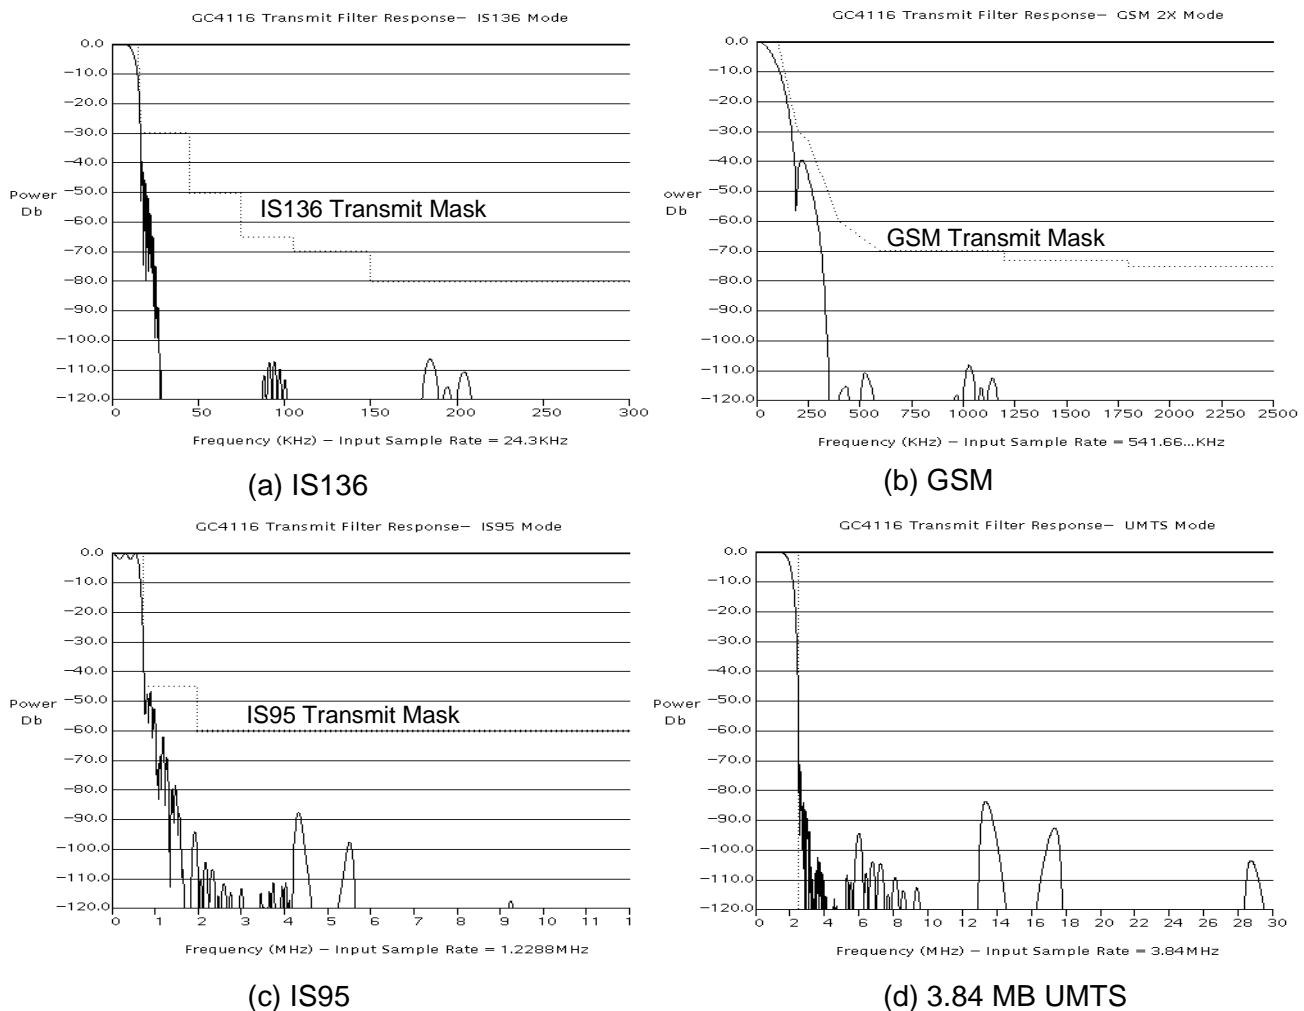 GC4116 Transmit Filter Response– IS136 Mode
0.0
−10.0
−20.0
−30.0
−40.0
−50.0
−60.0
−70.0
−80.0
−90.0
−100.0
−110.0
−120.0
Power
Db
IS136 Transmit Mask
0 50 100 150 200 250 300
Frequency (KHz) – Input Sample Rate = 24.3KHz
(a) IS136
GC4116 Transmit Filter Response– GSM 2X Mode
0.0
−10.0
−20.0
−30.0
−40.0
−50.0
−60.0
−70.0
−80.0
−90.0
−100.0
−110.0
−120.0
ower
Db
GSM Transmit Mask
0 250 500 750 1000 1250 1500 1750 2000 2250 2500
Frequency (KHz) – Input Sample Rate = 541.66...KHz
(b) GSM
GC4116 Transmit Filter Response– IS95 Mode
0.0
−10.0
−20.0
−30.0
−40.0
−50.0
−60.0
−70.0
−80.0
−90.0
−100.0
−110.0
−120.0
Power
Db
IS95 Transmit Mask
0 1 2 3 4 5 6 7 8 9 10 11 1
Frequency (MHz) – Input Sample Rate = 1.2288MHz
(c) IS95
GC4116 Transmit Filter Response– UMTS Mode
0.0
−10.0
−20.0
−30.0
−40.0
−50.0
−60.0
−70.0
−80.0
−90.0
−100.0
−110.0
−120.0
Power
Db
0 2 4 6 8 10 12 14 16 18 20 22 24 26 28 30
Frequency (MHz) – Input Sample Rate = 3.84MHz
(d) 3.84 MB UMTS